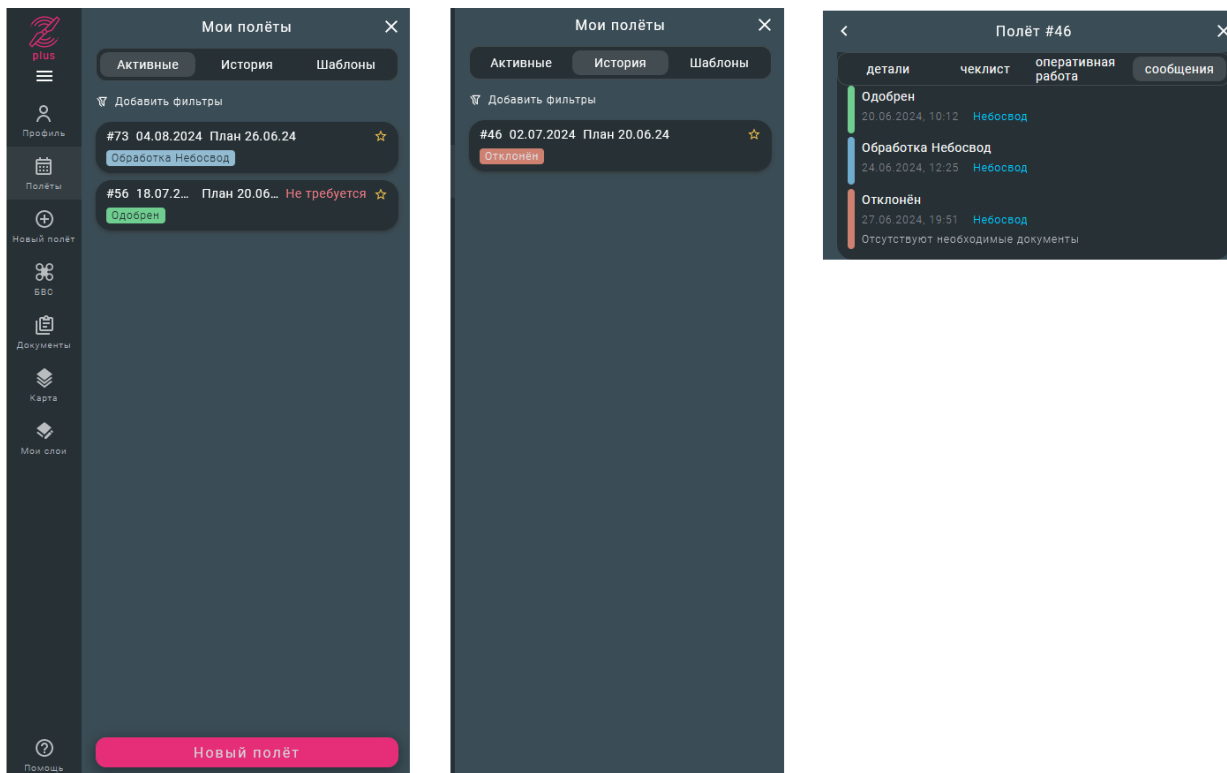 plus
Профиль
Полёты
Новый полёт
БВС
Документы
Карта
Мои слои
Помощь
Мои полёты
Активные История Шаблоны
Добавить фильтры
#73 04.08.2024 План 26.06.24
Обработка Небосвод
#56 18.07.2... План 20.06... Не требуется
Одобрен
Новый полёт
Мои полёты
Активные История Шаблоны
Добавить фильтры
#46 02.07.2024 План 20.06.24
Отклонён
Полёт #46
детали чеклист оперативная работа сообщения
Одобрен
20.06.2024, 10:12 Небосвод
Обработка Небосвод
24.06.2024, 12:25 Небосвод
Отклонён
27.06.2024, 19:51 Небосвод
Отсутствуют необходимые документы